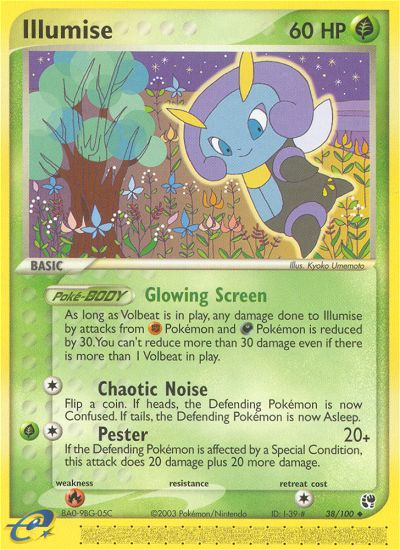 Illumise 60 HP
BASIC
Illus. Kyoko Umemoto
Poké-BODY Glowing Screen
As long as Volbeat is in play, any damage done to Illumise
by attacks from Pokémon and Pokémon is reduced
by 30. You can't reduce more than 30 damage even if there
is more than 1 Volbeat in play.
Chaotic Noise
Flip a coin. If heads, the Defending Pokémon is now
Confused. If tails, the Defending Pokémon is now Asleep.
Pester 20+
If the Defending Pokémon is affected by a Special Condition,
this attack does 20 damage plus 20 more damage.
weakness resistance retreat cost
BA0-9BG-05C ©2003 Pokémon/Nintendo ID: I-39-# 38/100
e